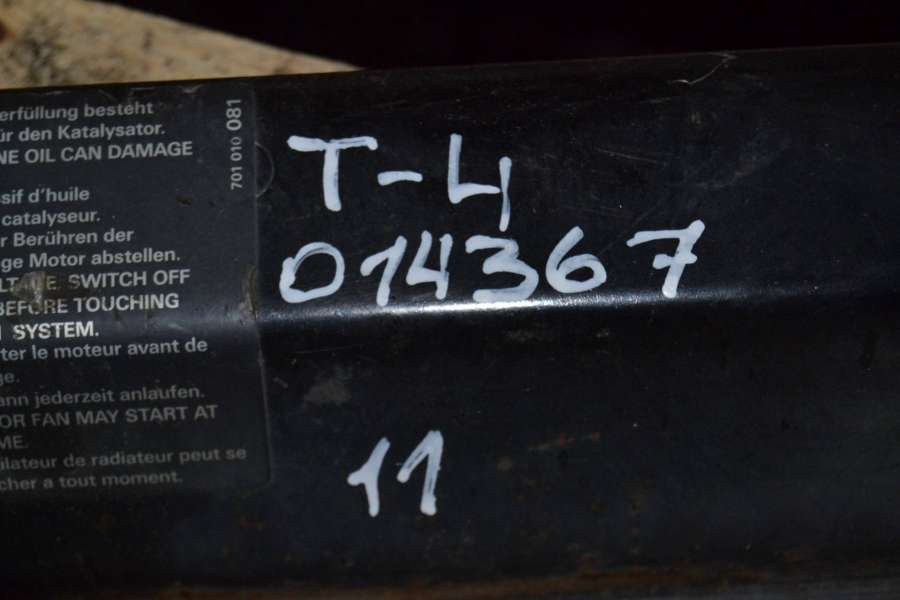 erfüllung besteht
ür den Katalysator.
NE OIL CAN DAMAGE
ssif d'huile
catalyseur.
r Berühren der
ge Motor abstellen.
SWITCH OFF
BEFORE TOUCHING
SYSTEM.
ter le moteur avant de
ge.
ann jederzeit anlaufen.
OR FAN MAY START AT
ME.
ilateur de radiateur peut se
cher a tout moment.
701 010 081
T-4
014367
11